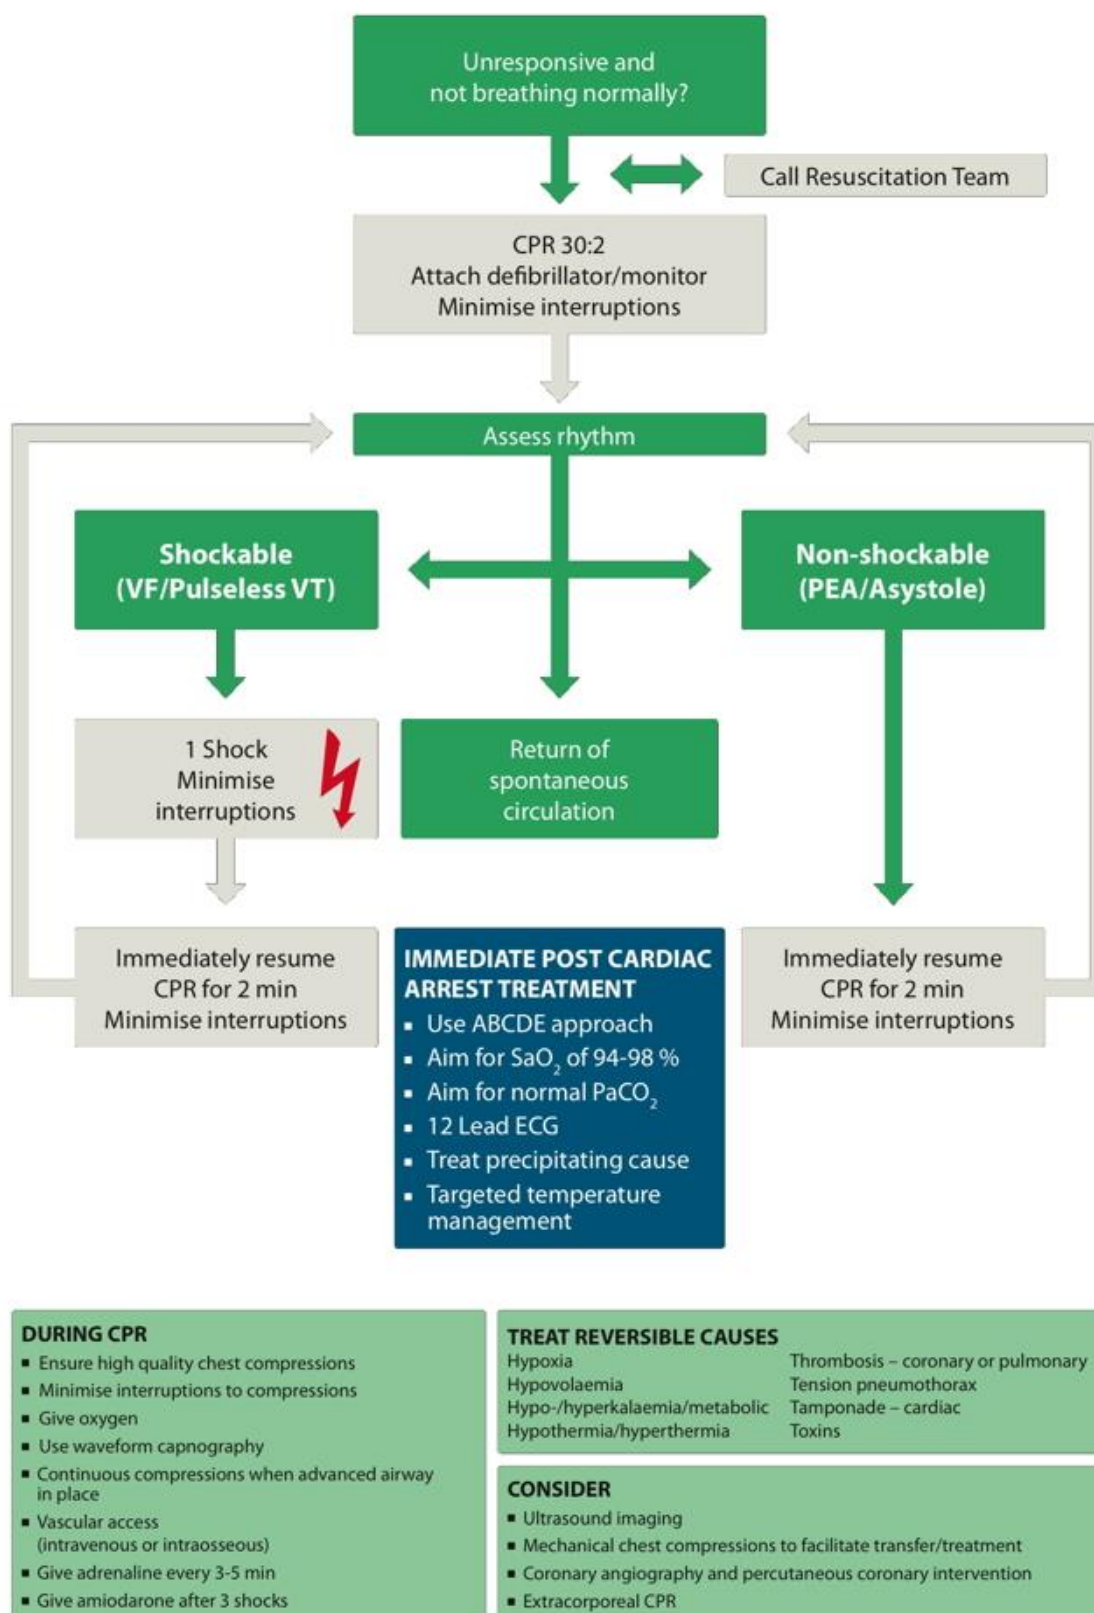 Unresponsive and
not breathing normally?
Call Resuscitation Team
CPR 30:2
Attach defibrillator/monitor
Minimise interruptions
Assess rhythm
Shockable
(VF/Pulseless VT)
Non-shockable
(PEA/Asystole)
1 Shock
Minimise
interruptions
Return of
spontaneous
circulation
Immediately resume
CPR for 2 min
Minimise interruptions
IMMEDIATE POST CARDIAC
ARREST TREATMENT
▪ Use ABCDE approach
▪ Aim for SaO₂ of 94-98 %
▪ Aim for normal PaCO₂
▪ 12 Lead ECG
▪ Treat precipitating cause
▪ Targeted temperature
management
Immediately resume
CPR for 2 min
Minimise interruptions
DURING CPR
▪ Ensure high quality chest compressions
▪ Minimise interruptions to compressions
▪ Give oxygen
▪ Use waveform capnography
▪ Continuous compressions when advanced airway
in place
▪ Vascular access
(intravenous or intraosseous)
▪ Give adrenaline every 3-5 min
▪ Give amiodarone after 3 shocks
TREAT REVERSIBLE CAUSES
Hypoxia
Hypovolaemia
Hypo-/hyperkalaemia/metabolic
Hypothermia/hyperthermia
Thrombosis – coronary or pulmonary
Tension pneumothorax
Tamponade – cardiac
Toxins
CONSIDER
▪ Ultrasound imaging
▪ Mechanical chest compressions to facilitate transfer/treatment
▪ Coronary angiography and percutaneous coronary intervention
▪ Extracorporeal CPR